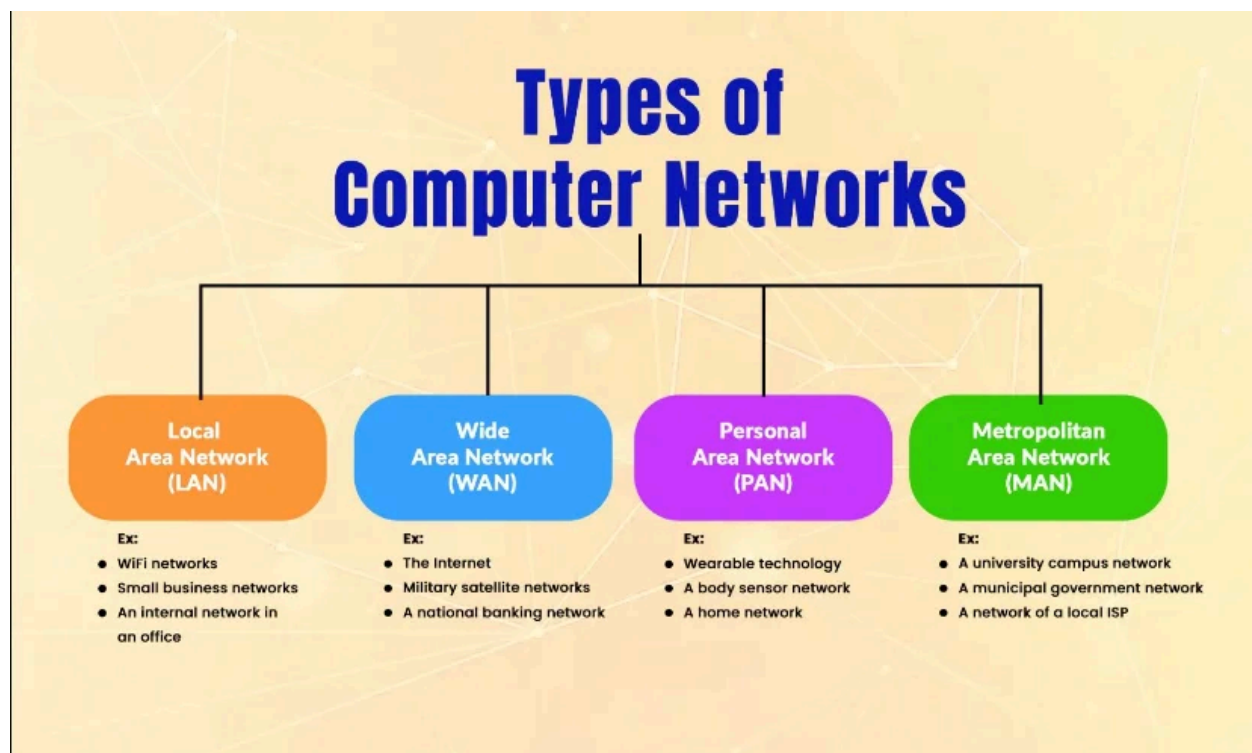 Types of
Computer Networks
Local
Area Network
(LAN)
Ex:
● WiFi networks
● Small business networks
● An internal network in
an office
Wide
Area Network
(WAN)
Ex:
● The Internet
● Military satellite networks
● A national banking network
Personal
Area Network
(PAN)
Ex:
● Wearable technology
● A body sensor network
● A home network
Metropolitan
Area Network
(MAN)
Ex:
● A university campus network
● A municipal government network
● A network of a local ISP